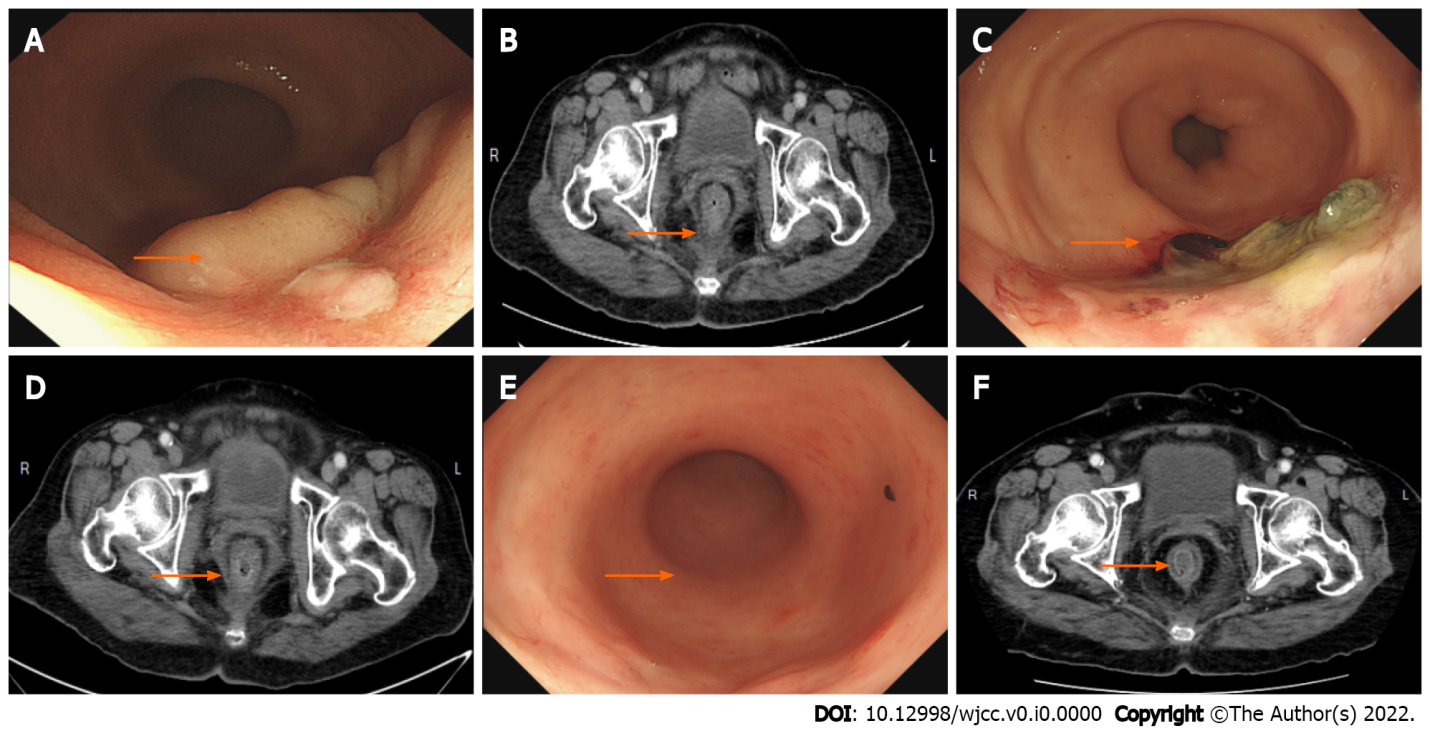 A
B
C
R
L
D
E
F
R
L
R
L
DOI: 10.12998/wjcc.v0.i0.0000 Copyright ©The Author(s) 2022.